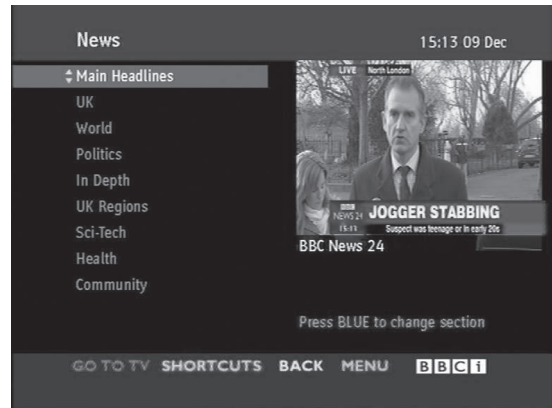 News
15:13 09 Dec
Main Headlines
UK
World
Politics
In Depth
UK Regions
Sci-Tech
Health
Community
LIVE North London
BBC
NEWS 24
15:13
JOGGER STABBING
Suspect was teenage or in early 20s
BBC News 24
Press BLUE to change section
GO TO TV SHORTCUTS BACK MENU BBCi